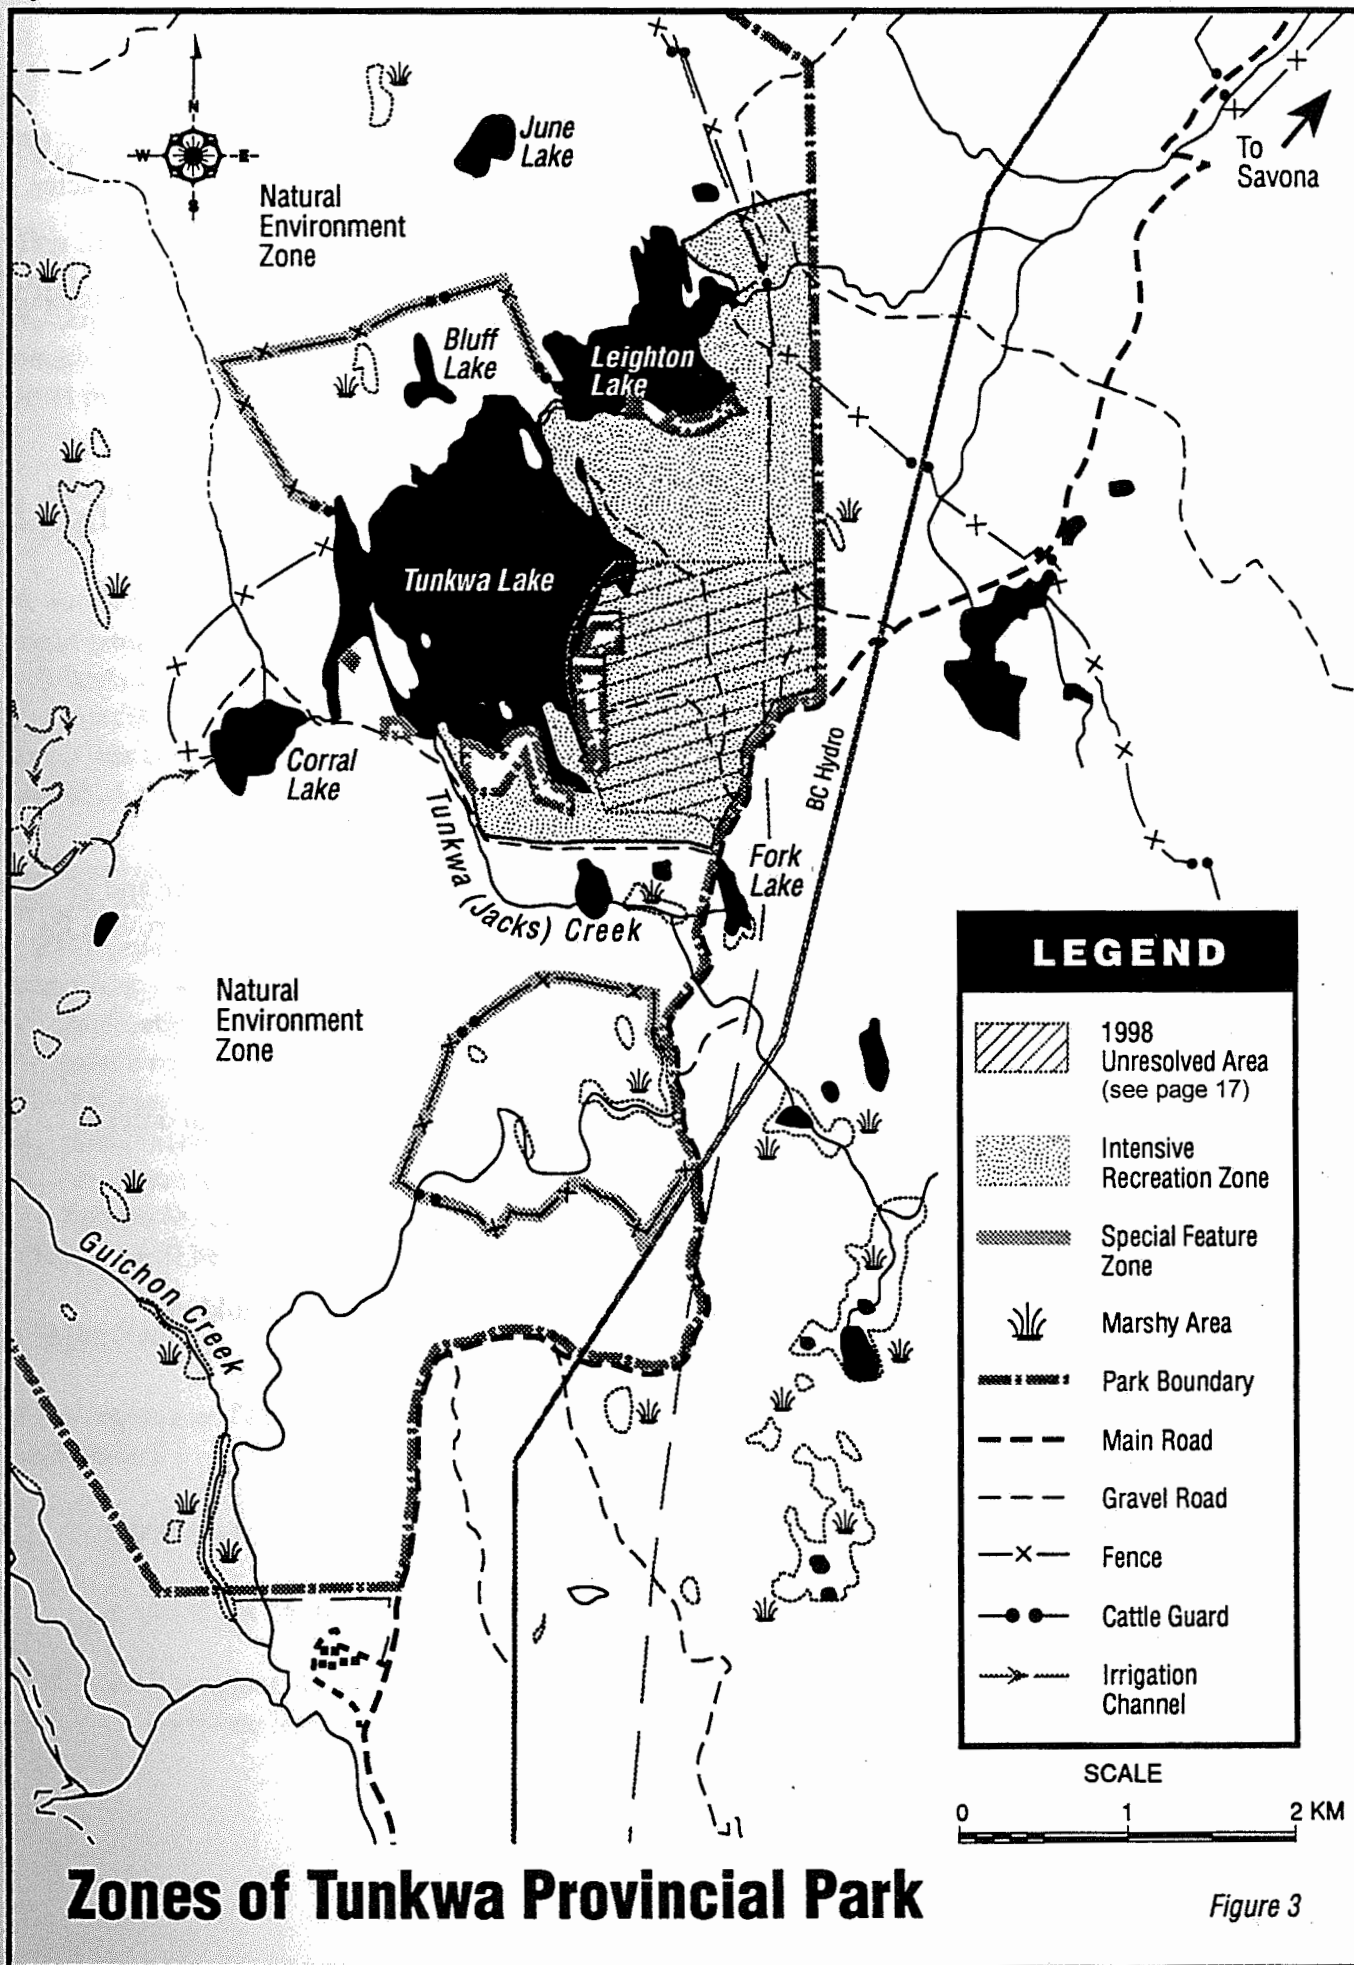 N
W
E
S
June
Lake
To
Savona
Natural
Environment
Zone
Bluff
Lake
Leighton
Lake
Tunkwa Lake
Corral
Lake
BC Hydro
Tunkwa (Jacks) Creek
Fork
Lake
Natural
Environment
Zone
Guichon Creek
LEGEND
1998
Unresolved Area
(see page 17)
Intensive
Recreation Zone
Special Feature
Zone
Marshy Area
Park Boundary
Main Road
Gravel Road
Fence
Cattle Guard
Irrigation
Channel
SCALE
0 1 2 KM
Zones of Tunkwa Provincial Park
Figure 3